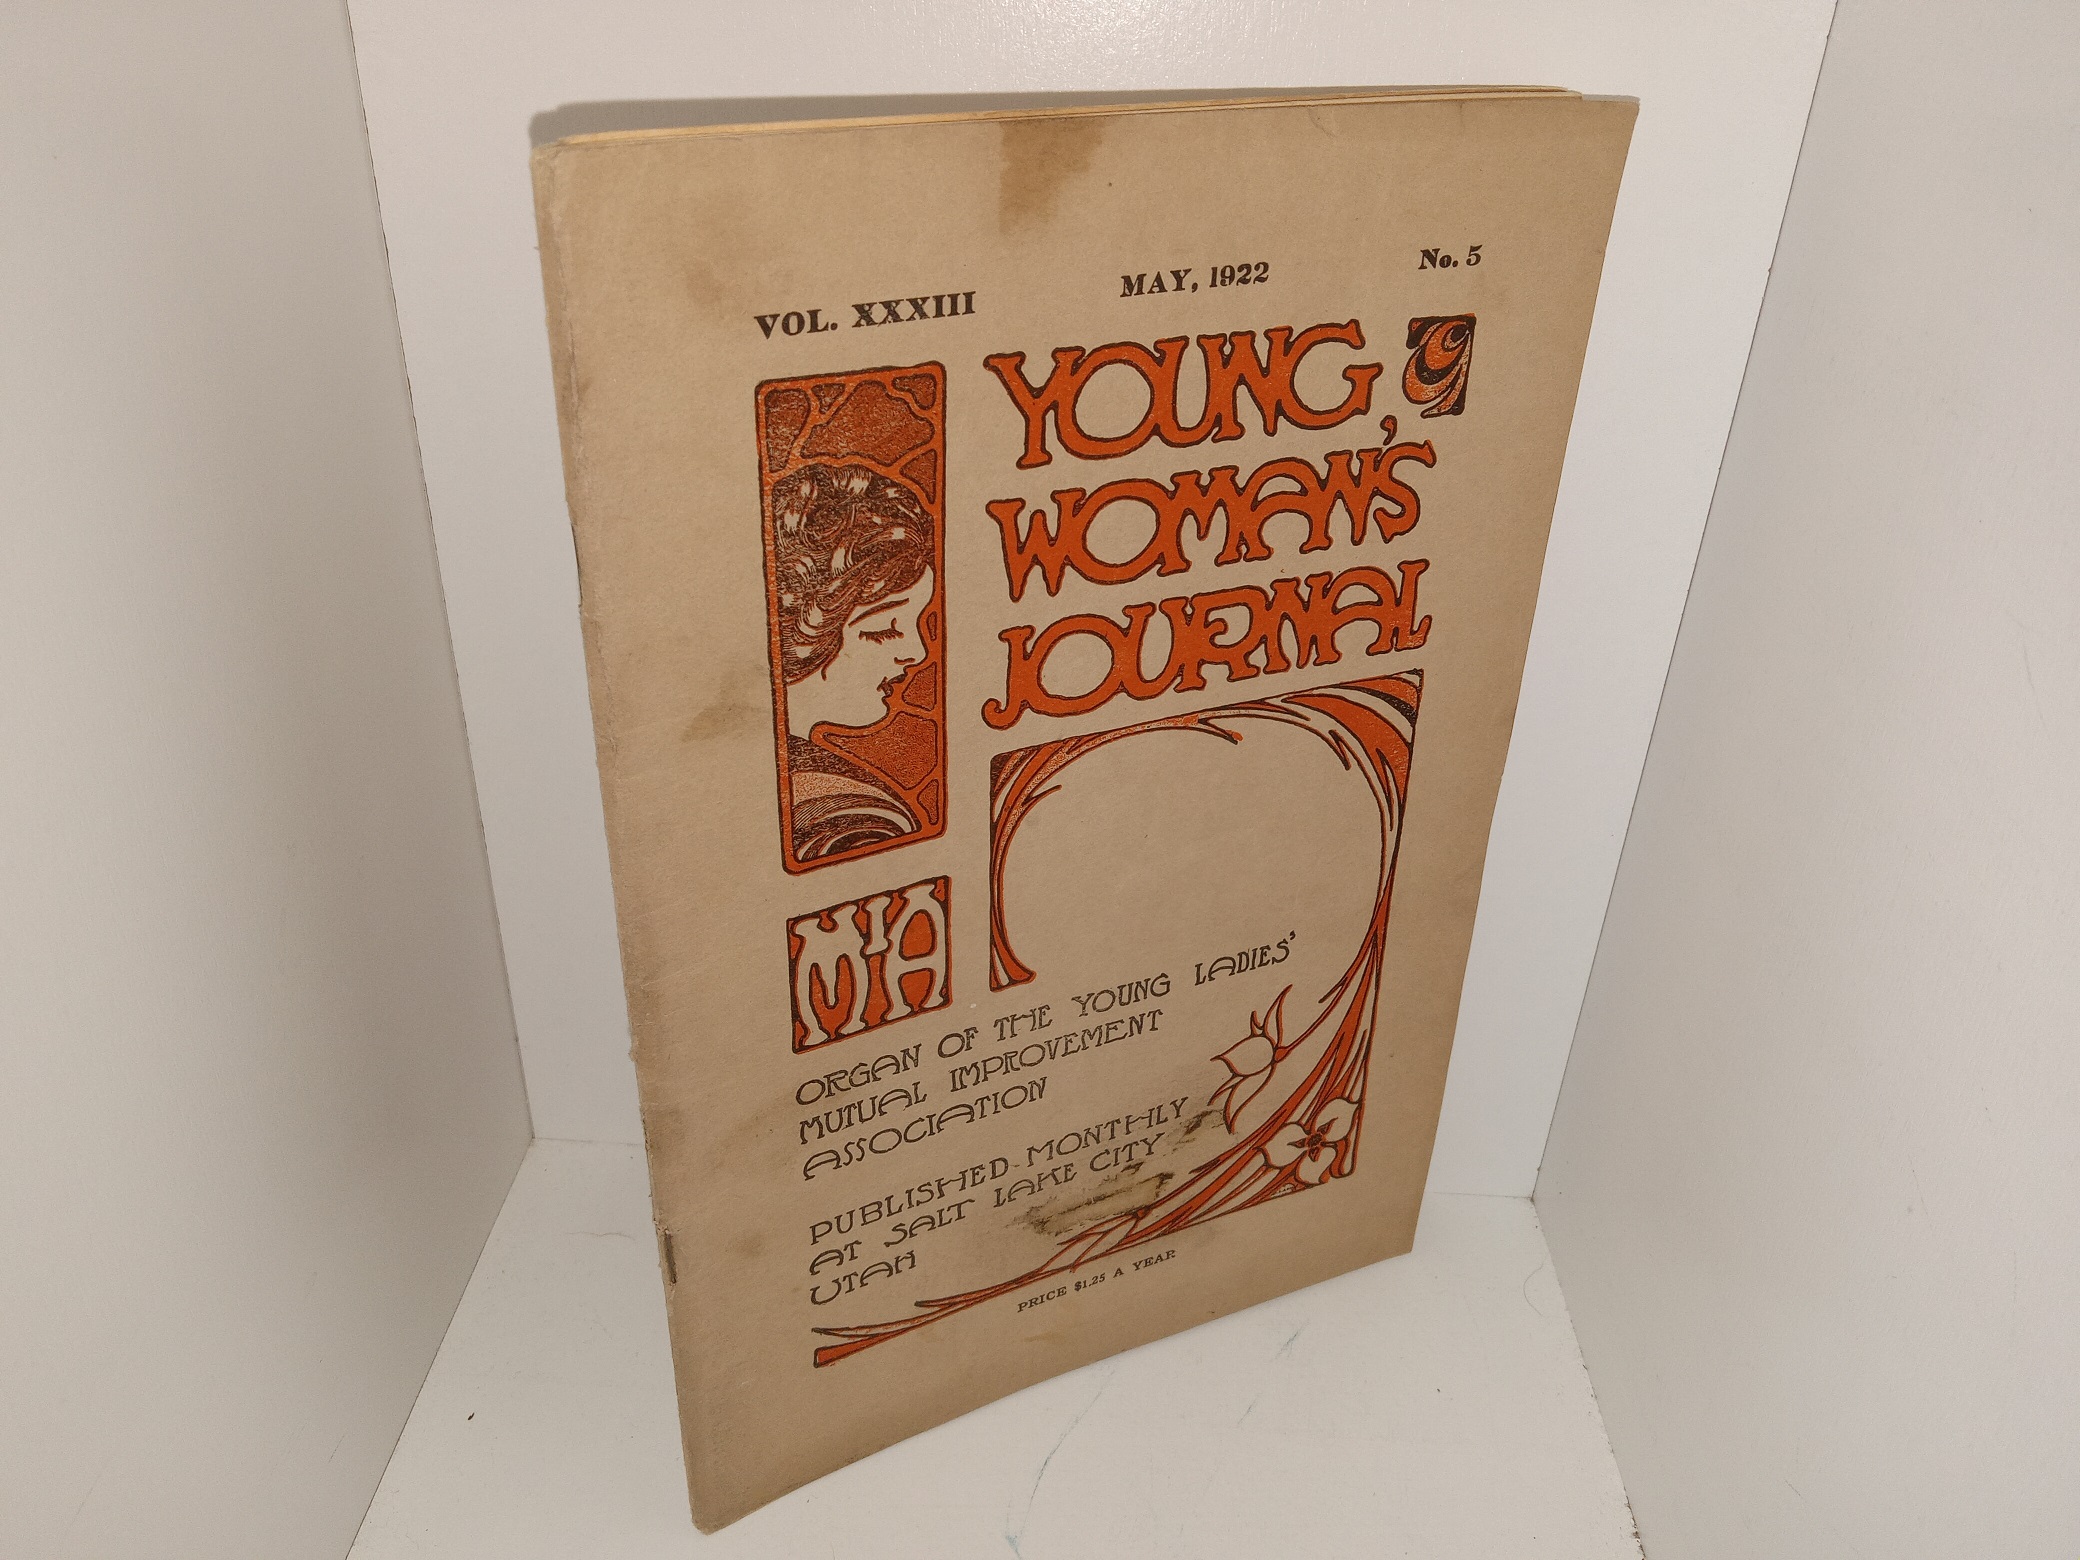 VOL. XXXIII MAY, 1922 No. 5
YOUNG
WOMAN'S
JOURNAL
MIA
ORGAN OF THE YOUNG LADIES'
MUTUAL IMPROVEMENT
ASSOCIATION
PUBLISHED MONTHLY
AT SALT LAKE CITY
UTAH
PRICE $1.25 A YEAR